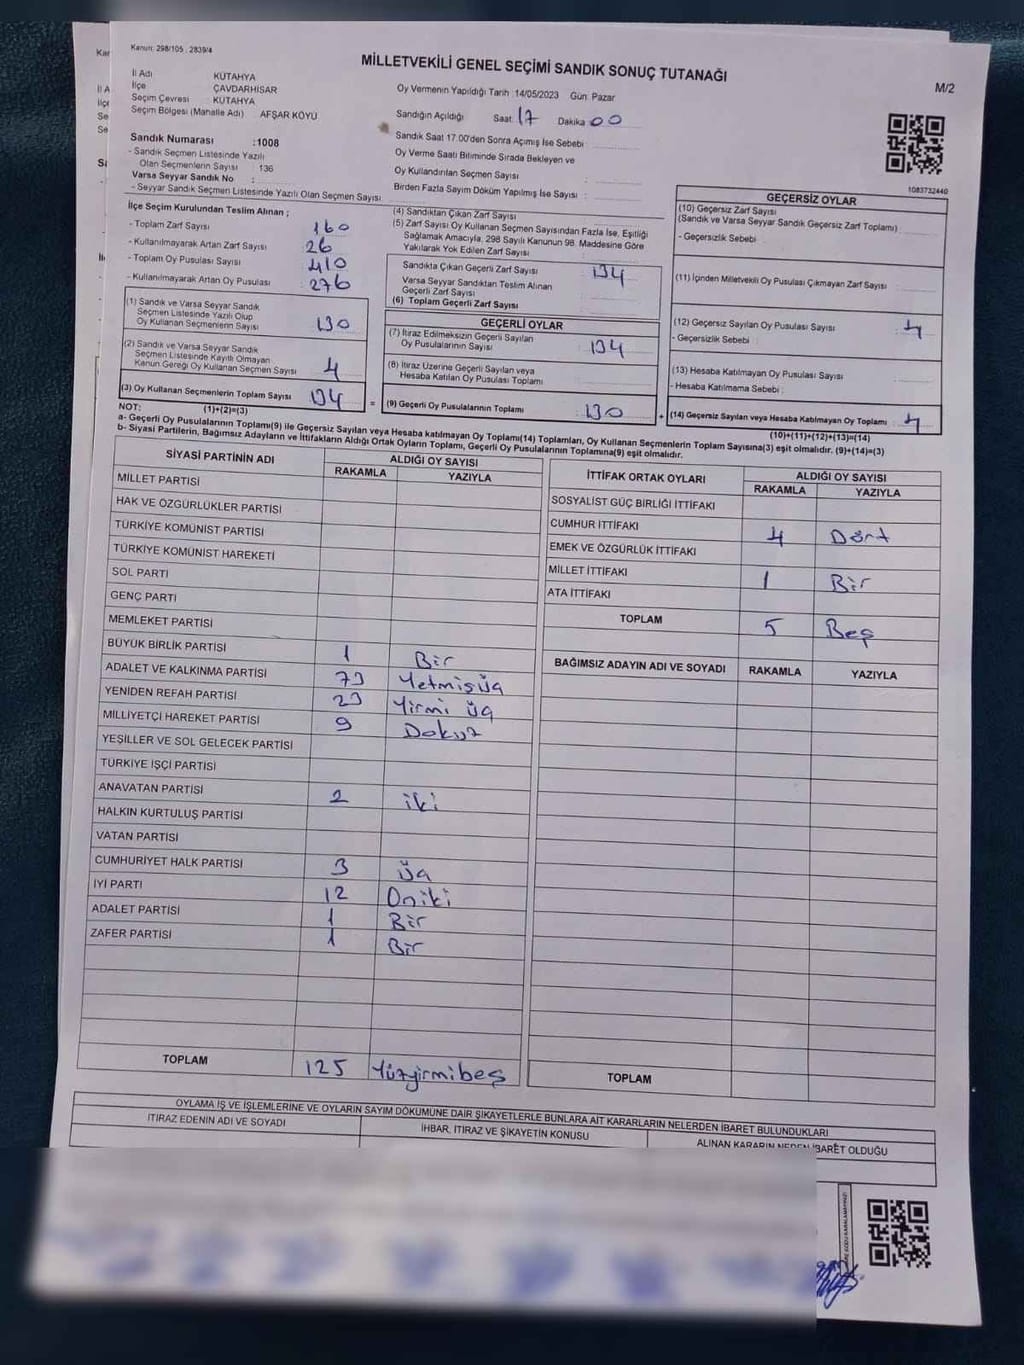 Kanun: 298/105 , 2839/4
MİLLETVEKİLİ GENEL SEÇİMİ SANDIK SONUÇ TUTANAĞI
M/2
İl Adı KÜTAHYA
İlçe ÇAVDARHİSAR
Seçim Çevresi KÜTAHYA
Seçim Bölgesi (Mahalle Adı) AFŞAR KÖYÜ
Oy Vermenin Yapıldığı Tarih :14/05/2023 Gün: Pazar
Sandığın Açıldığı Saat: 17 Dakika 00
Sandık Numarası :1008
- Sandık Seçmen Listesinde Yazılı
Olan Seçmenlerin Sayısı : 136
Varsa Seyyar Sandık No :
- Seyyar Sandık Seçmen Listesinde Yazılı Olan Seçmen Sayısı
Sandık Saat 17.00'den Sonra Açımış İse Sebebi :
Oy Verme Saati Bitiminde Sırada Bekleyen ve
Oy Kullandırılan Seçmen Sayısı :
Birden Fazla Sayım Döküm Yapılmış İse Sayısı :
1083732440
İlçe Seçim Kurulundan Teslim Alınan ;
- Toplam Zarf Sayısı : 160
- Kullanılmayarak Artan Zarf Sayısı : 26
- Toplam Oy Pusulası Sayısı : 410
- Kullanılmayarak Artan Oy Pusulası : 276
(1) Sandık ve Varsa Seyyar Sandık
Seçmen Listesinde Yazılı Olup
Oy Kullanan Seçmenlerin Sayısı : 130
(2) Sandık ve Varsa Seyyar Sandık
Seçmen Listesinde Kayıtlı Olmayan
Kanun Gereği Oy Kullanan Seçmen Sayısı : 4
(3) Oy Kullanan Seçmenlerin Toplam Sayısı 134
(1)+(2)=(3)
(4) Sandıktan Çıkan Zarf Sayısı
(5) Zarf Sayısı Oy Kullanan Seçmen Sayısından Fazla İse, Eşitliği
Sağlamak Amacıyla, 298 Sayılı Kanunun 98. Maddesine Göre
Yakılarak Yok Edilen Zarf Sayısı
Sandıkta Çıkan Geçerli Zarf Sayısı : 134
Varsa Seyyar Sandıktan Teslim Alınan
Geçerli Zarf Sayısı
(6) Toplam Geçerli Zarf Sayısı
GEÇERLİ OYLAR
(7) İtiraz Edilmeksizin Geçerli Sayılan
Oy Pusulalarının Sayısı : 134
(8) İtiraz Üzerine Geçerli Sayılan veya
Hesaba Katılan Oy Pusulası Toplamı
= (9) Geçerli Oy Pusulalarının Toplamı 130
GEÇERSİZ OYLAR
(10) Geçersiz Zarf Sayısı
(Sandık ve Varsa Seyyar Sandık Geçersiz Zarf Toplamı)
- Geçersizlik Sebebi :
(11) İçinden Milletvekili Oy Pusulası Çıkmayan Zarf Sayısı
(12) Geçersiz Sayılan Oy Pusulası Sayısı : 4
- Geçersizlik Sebebi :
(13) Hesaba Katılmayan Oy Pusulası Sayısı :
- Hesaba Katılmama Sebebi :
+ (14) Geçersiz Sayılan veya Hesaba Katılmayan Oy Toplamı 4
(10)+(11)+(12)+(13)=(14)
NOT:
a- Geçerli Oy Pusulalarının Toplamı(9) ile Geçersiz Sayılan veya Hesaba katılmayan Oy Toplamı(14) Toplamları, Oy Kullanan Seçmenlerin Toplam Sayısına(3) eşit olmalıdır. (9)+(14)=(3)
b- Siyasi Partilerin, Bağımsız Adayların ve İttifakların Aldığı Ortak Oyların Toplamı, Geçerli Oy Pusulalarının Toplamına(9) eşit olmalıdır.
SİYASİ PARTİNİN ADI ALDIĞI OY SAYISI
RAKAMLA YAZIYLA
MİLLET PARTİSİ
HAK VE ÖZGÜRLÜKLER PARTİSİ
TÜRKİYE KOMÜNİST PARTİSİ
TÜRKİYE KOMÜNİST HAREKETİ
SOL PARTİ
GENÇ PARTİ
MEMLEKET PARTİSİ
BÜYÜK BİRLİK PARTİSİ 1 Bir
ADALET VE KALKINMA PARTİSİ 73 Yetmişüç
YENİDEN REFAH PARTİSİ 23 Yirmi üç
MİLLİYETÇİ HAREKET PARTİSİ 9 Dokuz
YEŞİLLER VE SOL GELECEK PARTİSİ
TÜRKİYE İŞÇİ PARTİSİ
ANAVATAN PARTİSİ 2 iki
HALKIN KURTULUŞ PARTİSİ
VATAN PARTİSİ
CUMHURİYET HALK PARTİSİ 3 üç
İYİ PARTİ 12 Oniki
ADALET PARTİSİ 1 Bir
ZAFER PARTİSİ 1 Bir
TOPLAM 125 Yüzyirmibeş
İTTİFAK ORTAK OYLARI ALDIĞI OY SAYISI
RAKAMLA YAZIYLA
SOSYALİST GÜÇ BİRLİĞİ İTTİFAKI
CUMHUR İTTİFAKI 4 Dört
EMEK VE ÖZGÜRLÜK İTTİFAKI
MİLLET İTTİFAKI 1 Bir
ATA İTTİFAKI
TOPLAM 5 Beş
BAĞIMSIZ ADAYIN ADI VE SOYADI RAKAMLA YAZIYLA
TOPLAM
OYLAMA İŞ VE İŞLEMLERİNE VE OYLARIN SAYIM DÖKÜMÜNE DAİR ŞİKAYETLERLE BUNLARA AİT KARARLARIN NELERDEN İBARET BULUNDUKLARI
İTİRAZ EDENİN ADI VE SOYADI İHBAR, İTİRAZ VE ŞİKAYETİN KONUSU ALINAN KARARIN NEDEN İBARET OLDUĞU